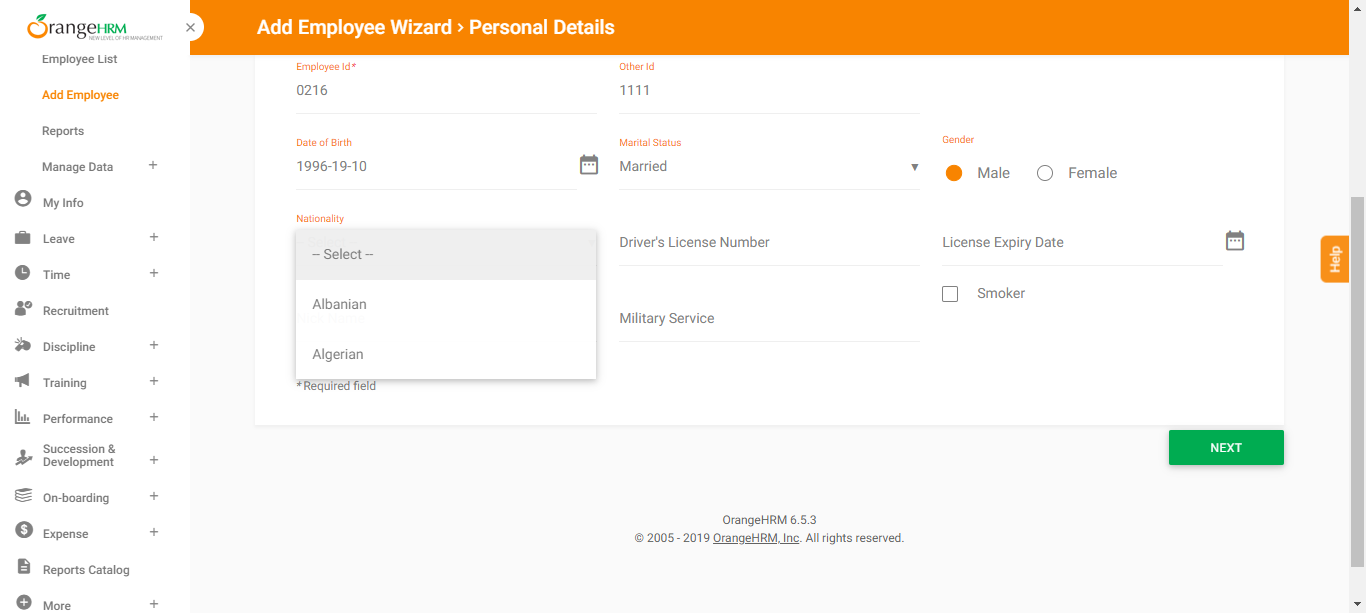 OrangeHRM
NEW LEVEL OF HR MANAGEMENT
Employee List
Add Employee
Reports
Manage Data +
My Info
Leave +
Time +
Recruitment
Discipline +
Training +
Performance +
Succession &
Development +
On-boarding +
Expense +
Reports Catalog
More +
Add Employee Wizard > Personal Details
Employee Id* Other Id
0216 1111
Date of Birth Marital Status Gender
1996-19-10 Married Male Female
Nationality
-- Select -- Driver's License Number License Expiry Date
Albanian Smoker
Algerian Military Service
* Required field
NEXT
Help
OrangeHRM 6.5.3
© 2005 - 2019 OrangeHRM, Inc. All rights reserved.